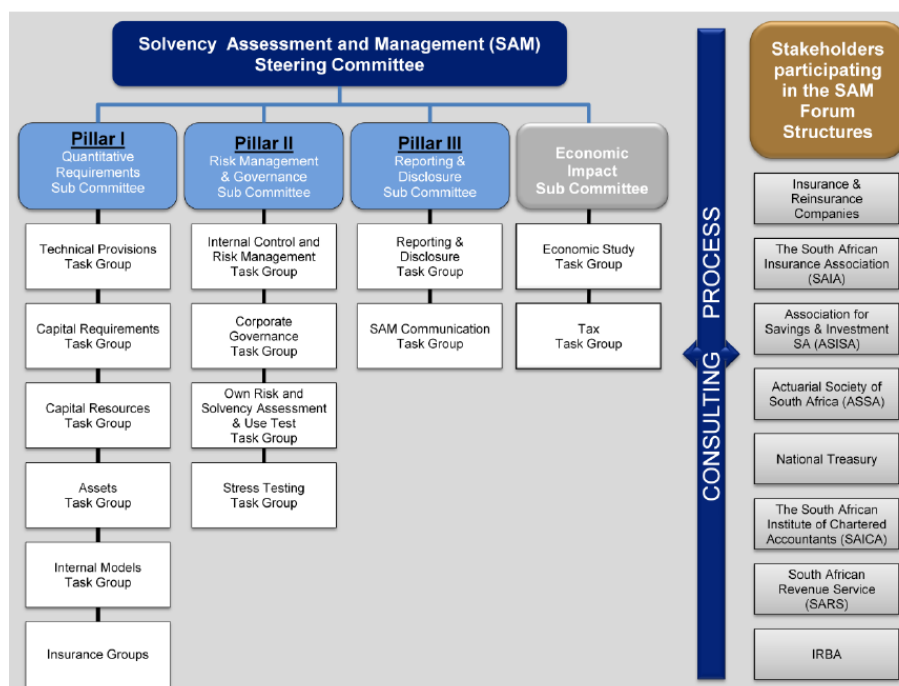 Solvency Assessment and Management (SAM)
Steering Committee
Pillar I
Quantitative
Requirements
Sub Committee
Technical Provisions
Task Group
Capital Requirements
Task Group
Capital Resources
Task Group
Assets
Task Group
Internal Models
Task Group
Insurance Groups
Pillar II
Risk Management
& Governance
Sub Committee
Internal Control and
Risk Management
Task Group
Corporate
Governance
Task Group
Own Risk and
Solvency Assessment
& Use Test
Task Group
Stress Testing
Task Group
Pillar III
Reporting &
Disclosure
Sub Committee
Reporting &
Disclosure
Task Group
SAM Communication
Task Group
Economic
Impact
Sub Committee
Economic Study
Task Group
Tax
Task Group
CONSULTING PROCESS
Stakeholders
participating
in the SAM
Forum
Structures
Insurance &
Reinsurance
Companies
The South African
Insurance Association
(SAIA)
Association for
Savings & Investment
SA (ASISA)
Actuarial Society of
South Africa (ASSA)
National Treasury
The South African
Institute of Chartered
Accountants (SAICA)
South African
Revenue Service
(SARS)
IRBA